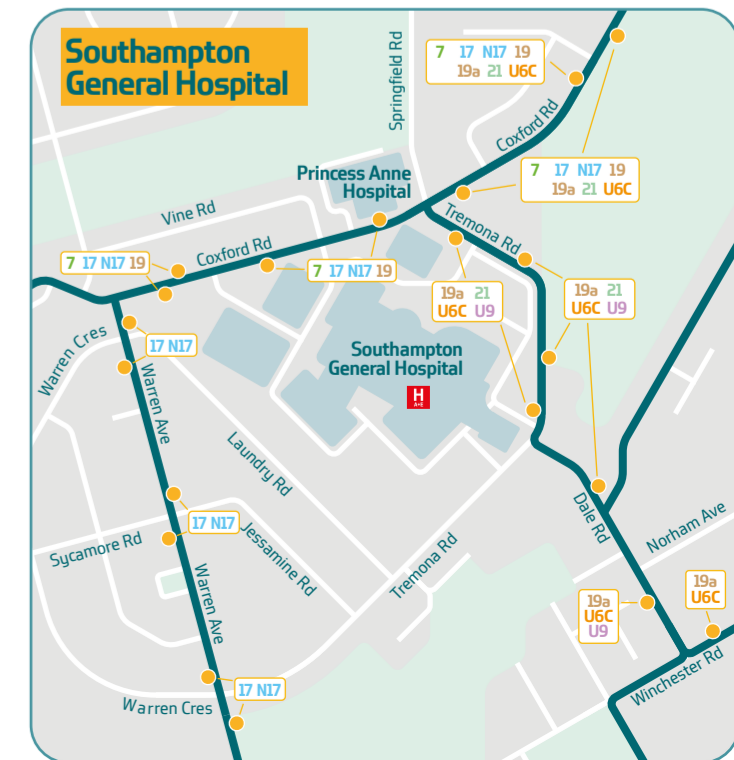 Southampton
General Hospital
Springfield Rd
7 17 N17 19
19a 21 U6C
Coxford Rd
Princess Anne
Hospital
7 17 N17 19
19a 21 U6C
Vine Rd
Tremona Rd
Coxford Rd
7 17 N17 19
7 17 N17 19
19a 21
U6C U9
19a 21
U6C U9
Warren Cres
17 N17
Southampton
General Hospital
H
A+E
Warren Ave
Laundry Rd
Dale Rd
Norham Ave
17 N17
Sycamore Rd
Jessamine Rd
Tremona Rd
Warren Ave
19a
U6C
U9
19a
U6C
Winchester Rd
17 N17
Warren Cres